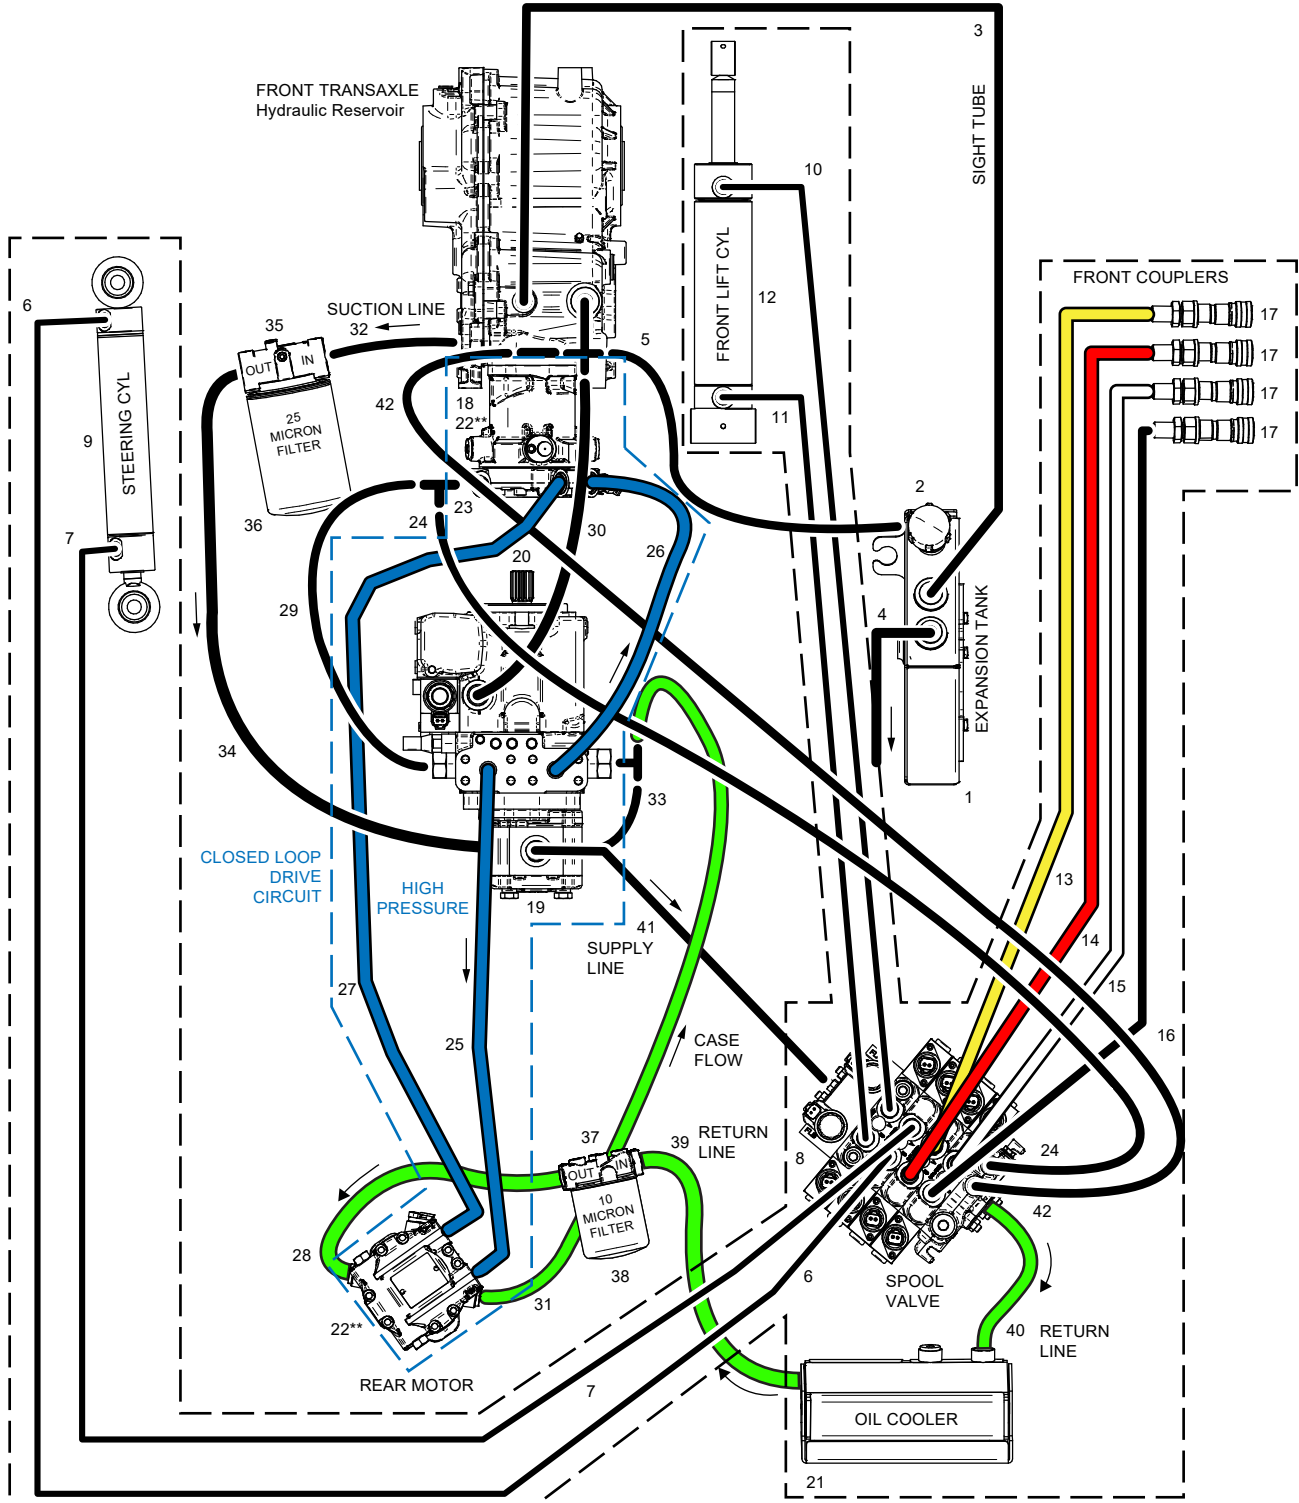 3
FRONT TRANSAXLE
Hydraulic Reservoir
SIGHT TUBE
10
FRONT LIFT CYL
12
11
FRONT COUPLERS
17
17
17
17
6
SUCTION LINE
32
35
OUT
IN
25
MICRON
FILTER
36
5
42
18
22**
9
STEERING CYL
7
23
24
30
26
20
29
2
4
EXPANSION TANK
1
34
33
CLOSED LOOP
DRIVE
CIRCUIT
HIGH
PRESSURE
19
41
SUPPLY
LINE
13
14
15
16
27
25
CASE
FLOW
37
39
RETURN
LINE
OUT
IN
10
MICRON
FILTER
38
8
24
42
28
31
22**
REAR MOTOR
6
SPOOL
VALVE
40
RETURN
LINE
7
OIL COOLER
21